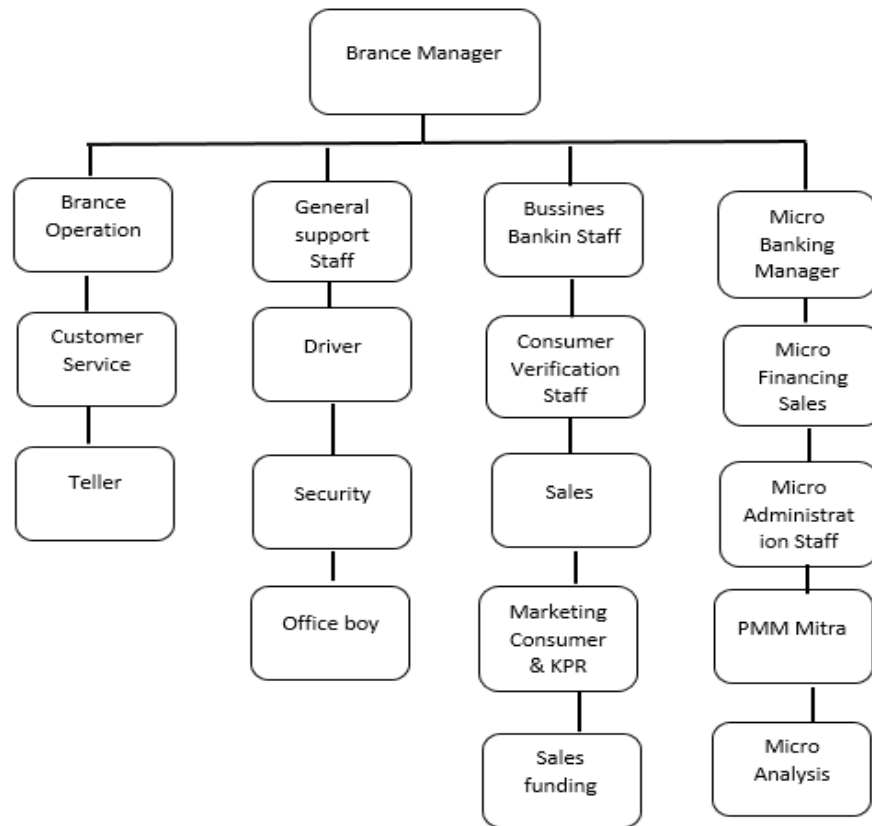 Brance Manager
Brance
Operation
General
support
Staff
Bussines
Bankin Staff
Micro
Banking
Manager
Customer
Service
Driver
Consumer
Verification
Staff
Micro
Financing
Sales
Teller
Security
Sales
Micro
Administrat
ion Staff
Office boy
Marketing
Consumer
& KPR
PMM Mitra
Sales
funding
Micro
Analysis